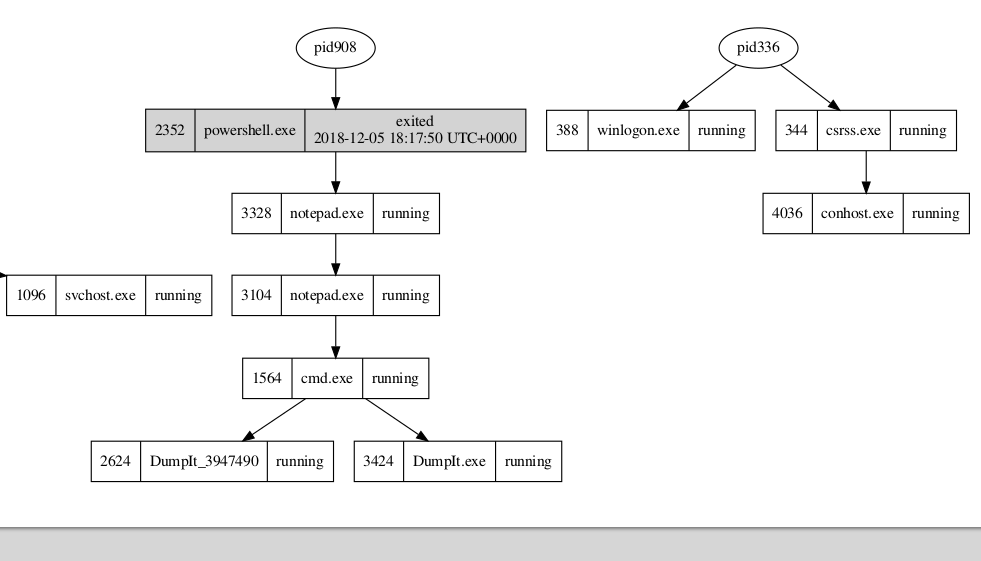 pid908
pid336
2352 powershell.exe exited
2018-12-05 18:17:50 UTC+0000
388 winlogon.exe running
344 csrss.exe running
3328 notepad.exe running
4036 conhost.exe running
1096 svchost.exe running
3104 notepad.exe running
1564 cmd.exe running
2624 DumpIt_3947490 running
3424 DumpIt.exe running